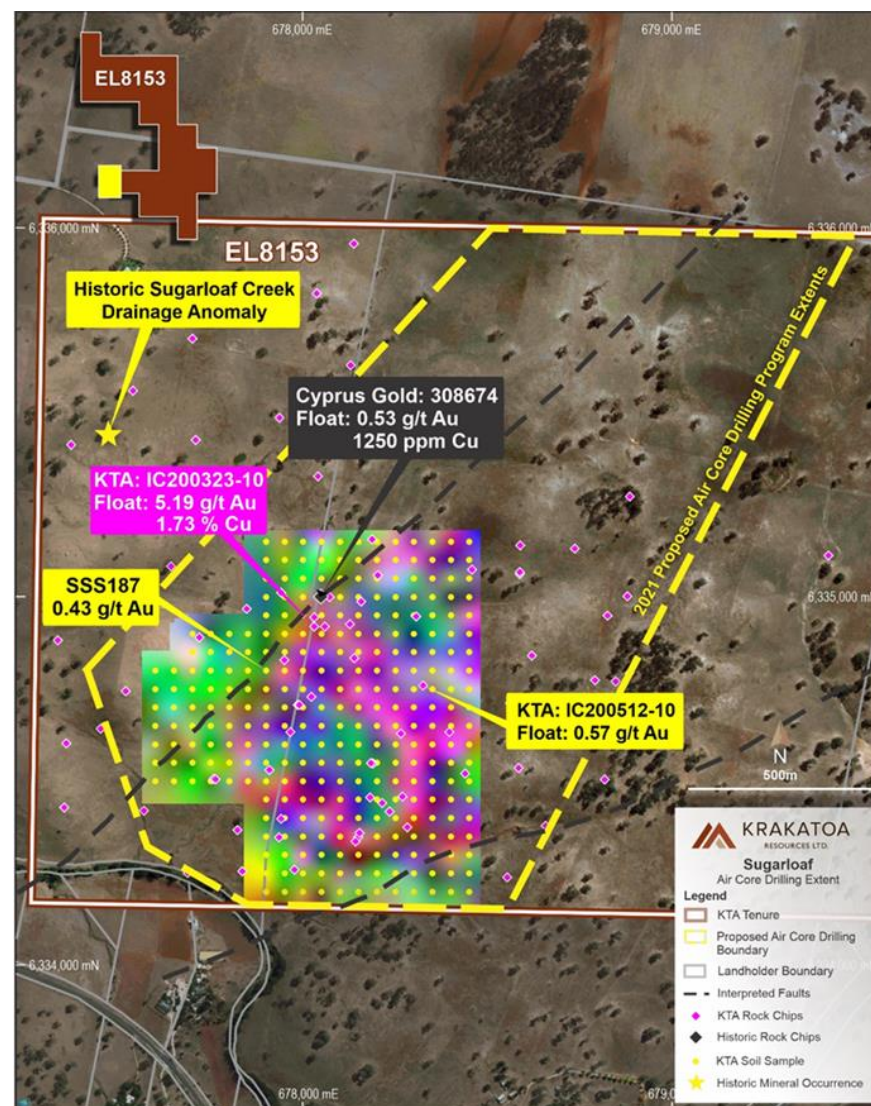 678,000 mE
679,000 mE
EL8153
6,336,000 mN
6,336,000 mN
EL8153
Historic Sugarloaf Creek
Drainage Anomaly
2021 Proposed Air Core Drilling Program Extents
Cyprus Gold: 308674
Float: 0.53 g/t Au
1250 ppm Cu
KTA: IC200323-10
Float: 5.19 g/t Au
1.73 % Cu
SSS187
0.43 g/t Au
6,335,000 mN
KTA: IC200512-10
Float: 0.57 g/t Au
N
500m
KRAKATOA
RESOURCES LTD.
Sugarloaf
Air Core Drilling Extent
Legend
KTA Tenure
Proposed Air Core Drilling
Boundary
Landholder Boundary
Interpreted Faults
KTA Rock Chips
Historic Rock Chips
KTA Soil Sample
Historic Mineral Occurrence
6,334,000 mN
678,000 mE
679,000 mE